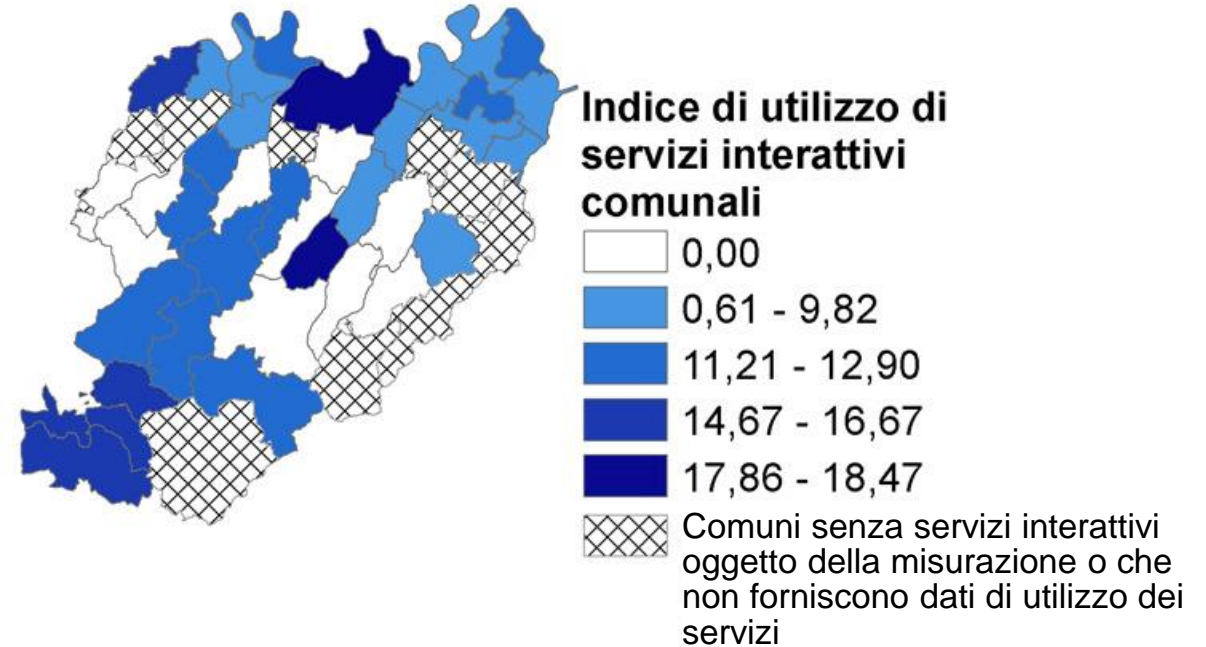 Indice di utilizzo di
servizi interattivi
comunali
0,00
0,61 - 9,82
11,21 - 12,90
14,67 - 16,67
17,86 - 18,47
Comuni senza servizi interattivi
oggetto della misurazione o che
non forniscono dati di utilizzo dei
servizi